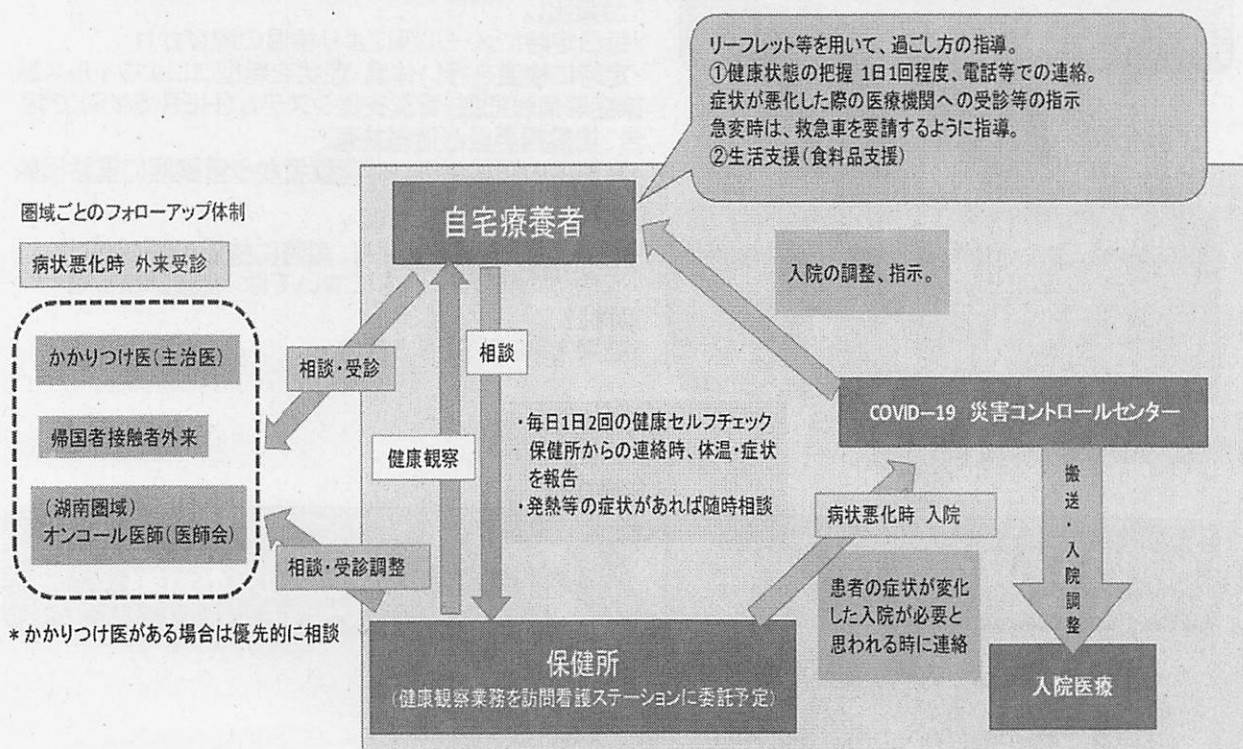 リーフレット等を用いて、過ごし方の指導。
①健康状態の把握 1日1回程度、電話等での連絡。
症状が悪化した際の医療機関への受診等の指示
急変時は、救急車を要請するように指導。
②生活支援(食料品支援)
圏域ごとのフォローアップ体制
病状悪化時 外来受診
かかりつけ医(主治医)
帰国者接触者外来
(湖南圏域)
オンコール医師(医師会)
*かかりつけ医がある場合は優先的に相談
自宅療養者
相談・受診
健康観察
相談
相談・受診調整
・毎日1日2回の健康セルフチェック
保健所からの連絡時、体温・症状
を報告
・発熱等の症状があれば随時相談
入院の調整、指示。
COVID-19 災害コントロールセンター
病状悪化時 入院
患者の症状が変化
した入院が必要と
思われる時に連絡
搬送・入院調整
保健所
(健康観察業務を訪問看護ステーションに委託予定)
入院医療